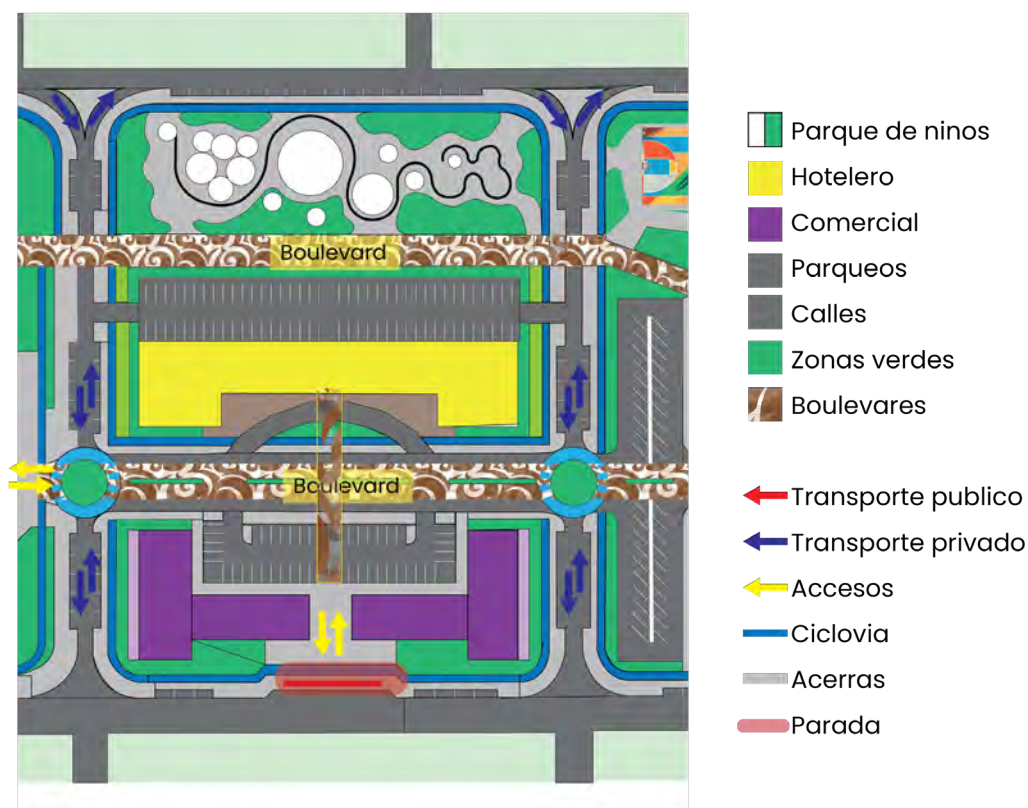 Boulevard
Boulevard
Parque de ninos
Hotelero
Comercial
Parqueos
Calles
Zonas verdes
Boulevares
Transporte publico
Transporte privado
Accesos
Ciclovia
Acerras
Parada